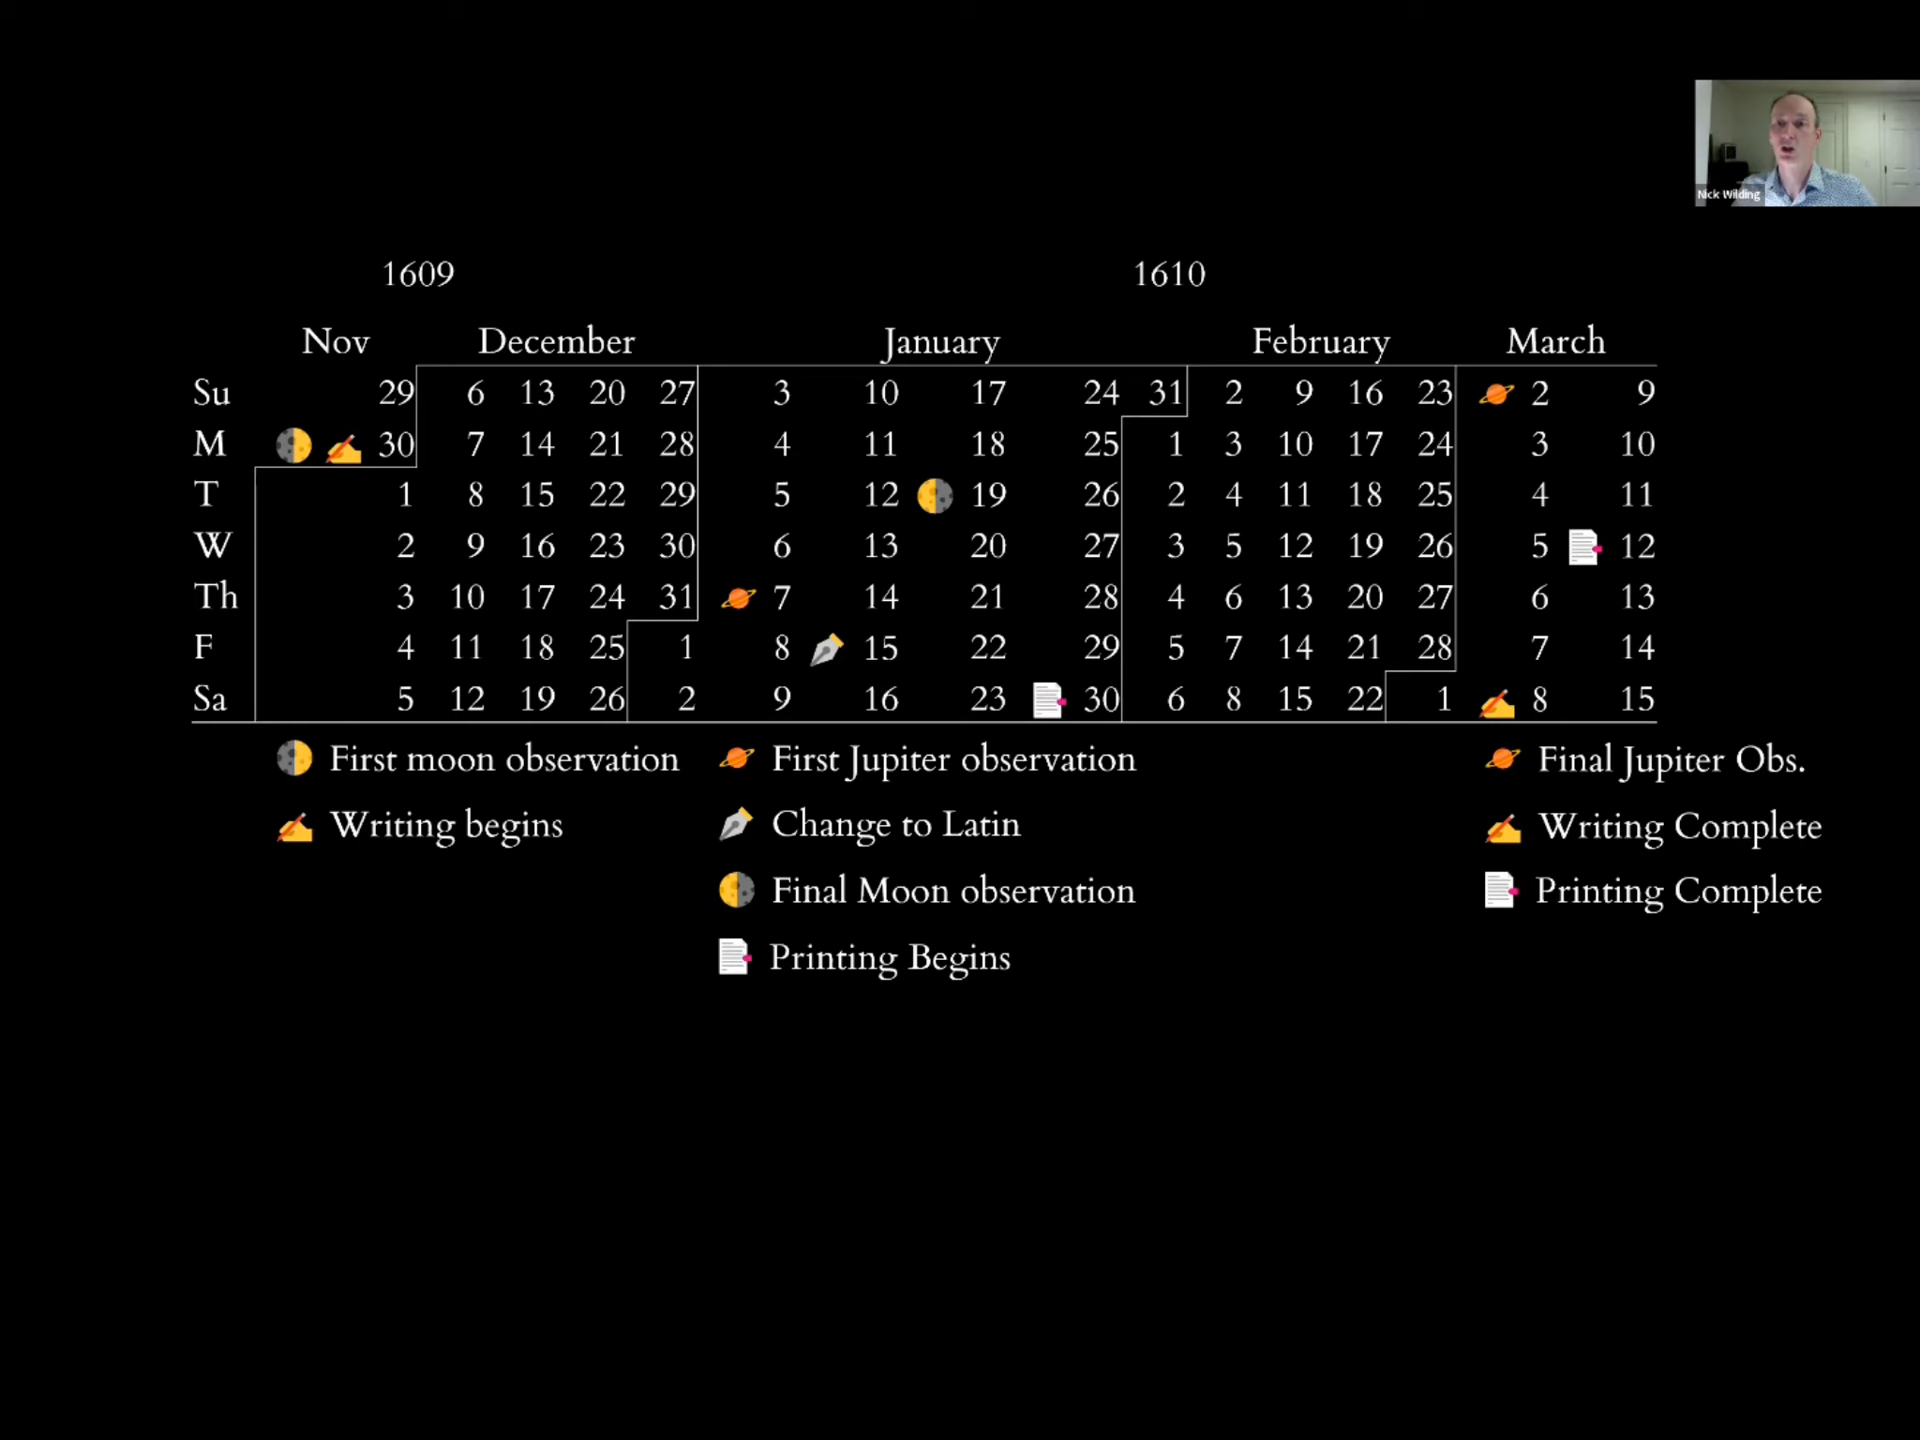 Nick Wilding
1609 1610
Nov December January February March
Su 29 6 13 20 27 3 10 17 24 31 2 9 16 23 2 9
M 30 7 14 21 28 4 11 18 25 1 3 10 17 24 3 10
T 1 8 15 22 29 5 12 19 26 2 4 11 18 25 4 11
W 2 9 16 23 30 6 13 20 27 3 5 12 19 26 5 12
Th 3 10 17 24 31 7 14 21 28 4 6 13 20 27 6 13
F 4 11 18 25 1 8 15 22 29 5 7 14 21 28 7 14
Sa 5 12 19 26 2 9 16 23 30 6 8 15 22 1 8 15
First moon observation First Jupiter observation Final Jupiter Obs.
Writing begins Change to Latin Writing Complete
Final Moon observation Printing Complete
Printing Begins